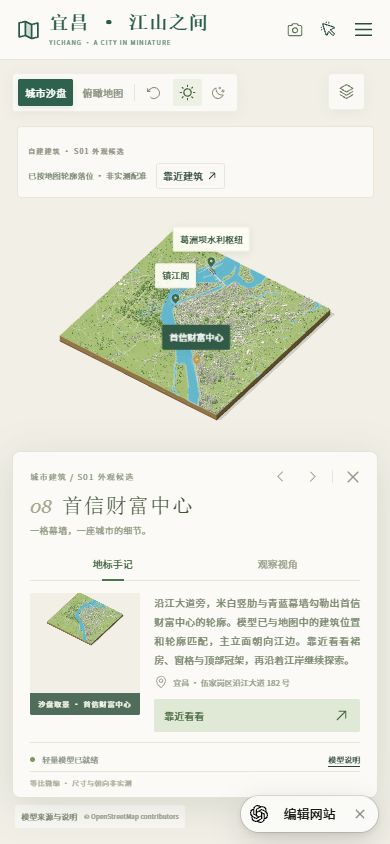 宜昌 • 江山之间
YICHANG • A CITY IN MINIATURE
城市沙盘 俯瞰地图
自建建筑 · S01 外观候选
已按地图轮廓落位 · 非实测配准 靠近建筑
葛洲坝水利枢纽
镇江阁
首信财富中心
城市建筑 / S01 外观候选
08 首信财富中心
一格幕墙，一座城市的细节。
地标手记 观察视角
沿江大道旁，米白竖肋与青蓝幕墙勾勒出首信
财富中心的轮廓。模型已与地图中的建筑位置
和轮廓匹配，主立面朝向江边。靠近看看裙
房、窗格与顶部冠架，再沿着江岸继续探索。
沙盘取景 · 首信财富中心
宜昌 · 伍家岗区沿江大道 182 号
靠近看看
轻量模型已就绪 模型说明
等比微缩 · 尺寸与朝向非实测
模型来源与说明 © OpenStreetMap contributors
编辑网站